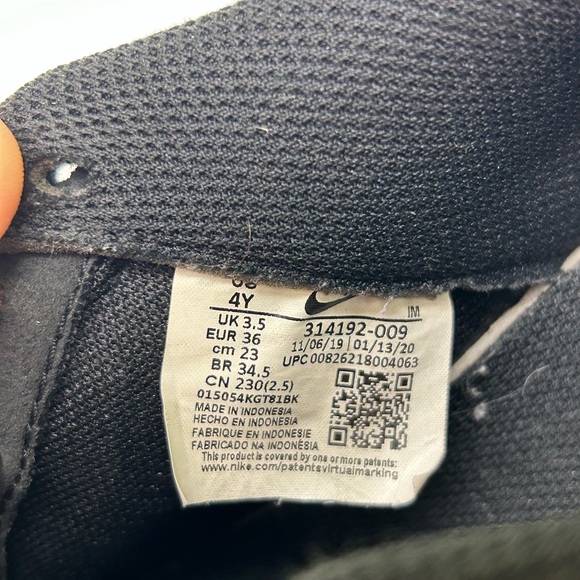 4Y
UK 3.5
EUR 36
cm 23
BR 34.5
CN 230(2.5)
IM
314192-009
11/06/19 01/13/20
UPC 00826218004063
015054KGT81BK
MADE IN INDONESIA
HECHO EN INDONESIA
FABRIQUE EN INDONESIE
FABRICADO NA INDONÉSIA
This product is covered by one or more patents:
www.nike.com/patentsvirtualmarking